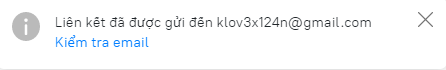 Liên kết đã được gửi đến klov3x124n@gmail.com
Kiểm tra email